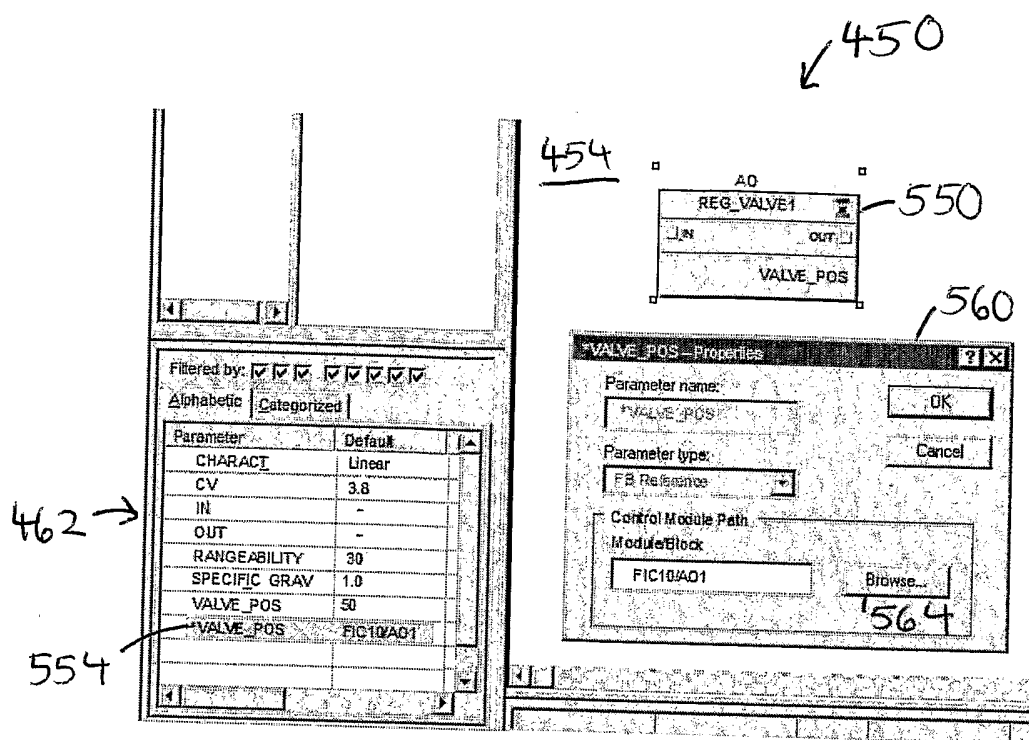 450
454
AO
REG_VALVE1
550
IN OUT
VALVE_POS
560
Filtered by:
Alphabetic Categorized
Parameter Default
CHARACT Linear
CV 3.8
IN -
OUT -
RANGEABILITY 30
SPECIFIC GRAV 1.0
VALVE_POS 50
*VALVE_POS FIC10/AO1
462
554
*VALVE_POS - Properties ? X
Parameter name:
*VALVE_POS
OK
Parameter type:
FB Reference
Cancel
Control Module Path
Module/Block
FIC10/AO1
Browse...
564